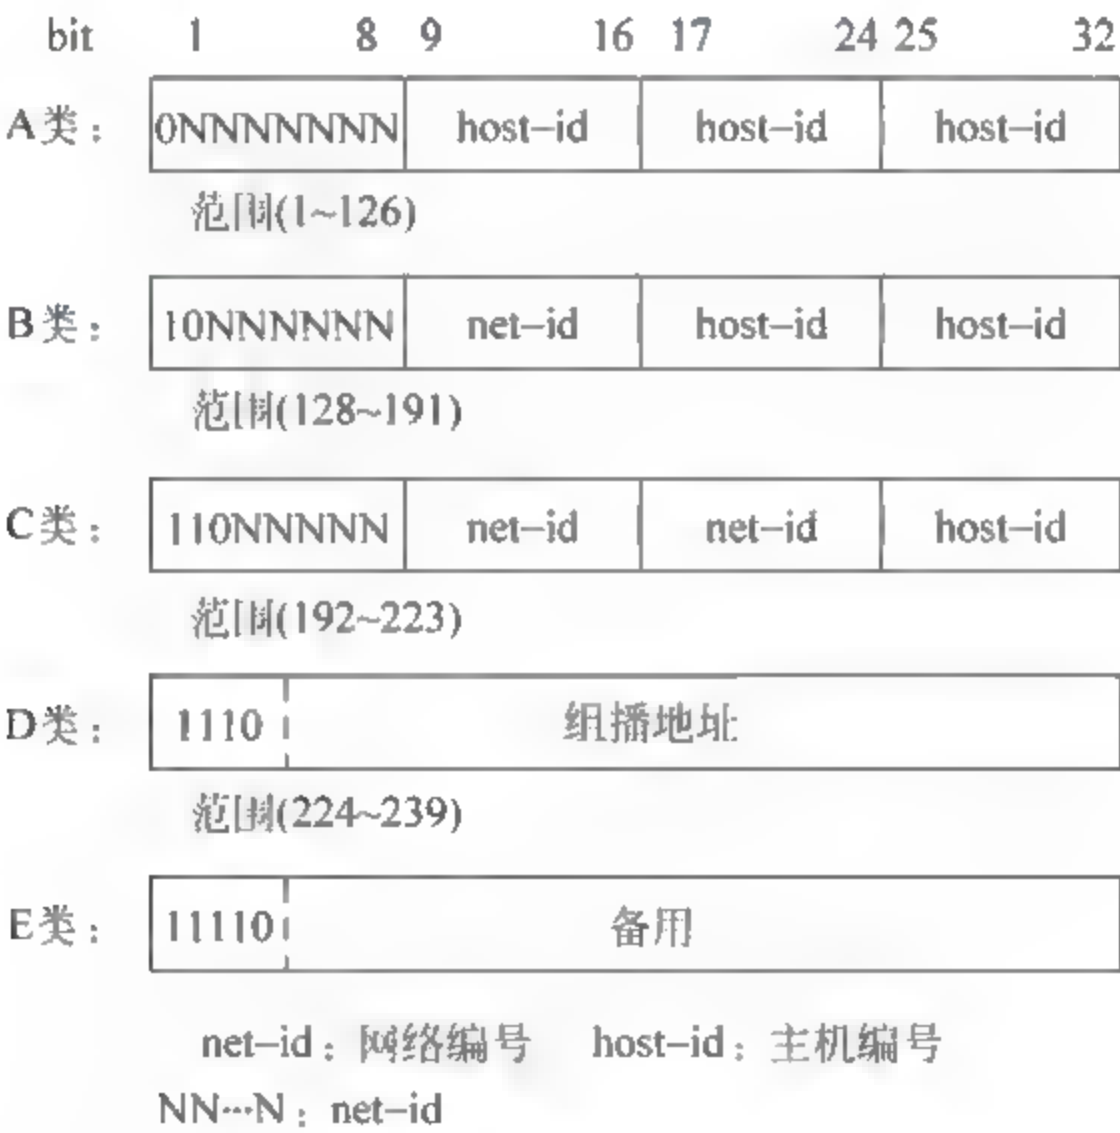 bit 1 8 9 16 17 24 25 32
A类： 0NNNNNNN host-id host-id host-id
范围(1~126)
B类： 10NNNNNN net-id host-id host-id
范围(128~191)
C类： 110NNNNN net-id net-id host-id
范围(192~223)
D类： 1110 组播地址
范围(224~239)
E类： 11110 备用
net-id：网络编号 host-id：主机编号
NN···N：net-id